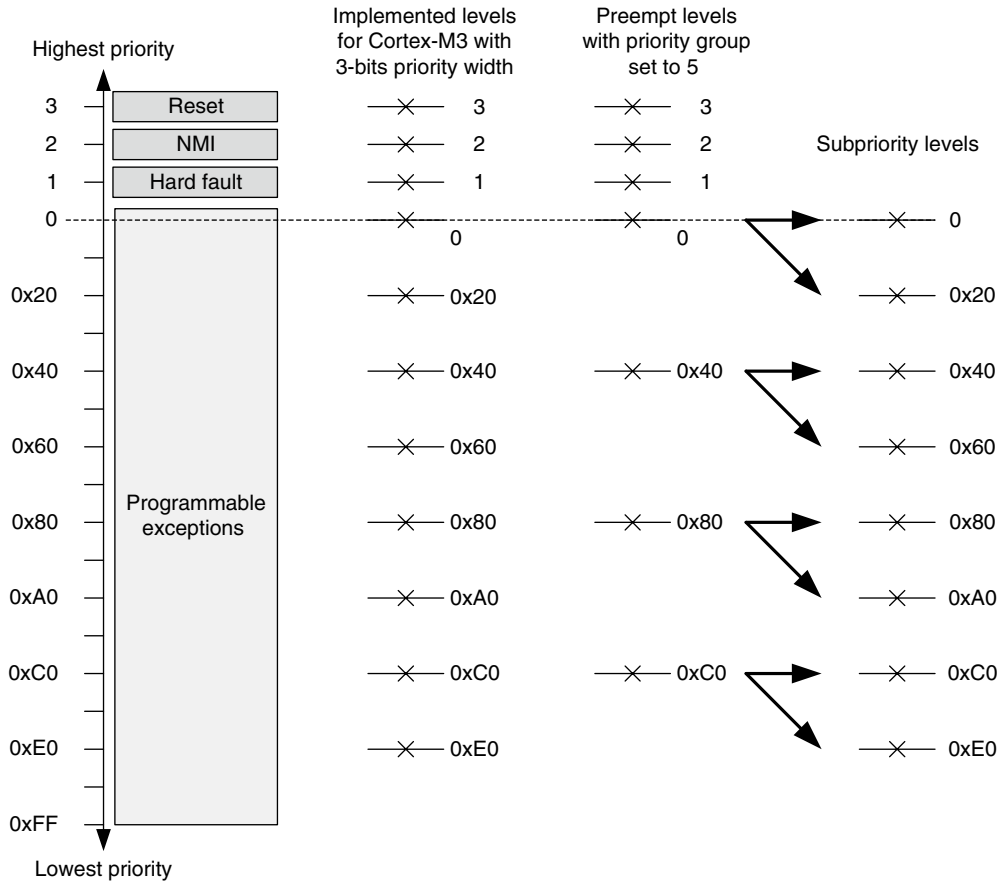 Implemented levels
for Cortex-M3 with
3-bits priority width
Preempt levels
with priority group
set to 5
Highest priority
3 Reset 3 3
2 NMI 2 2 Subpriority levels
1 Hard fault 1 1
0 0 0 0
0x20 0x20 0x20
0x40 0x40 0x40 0x40
0x60 0x60 0x60
Programmable
exceptions
0x80 0x80 0x80 0x80
0xA0 0xA0 0xA0
0xC0 0xC0 0xC0 0xC0
0xE0 0xE0 0xE0
0xFF
Lowest priority